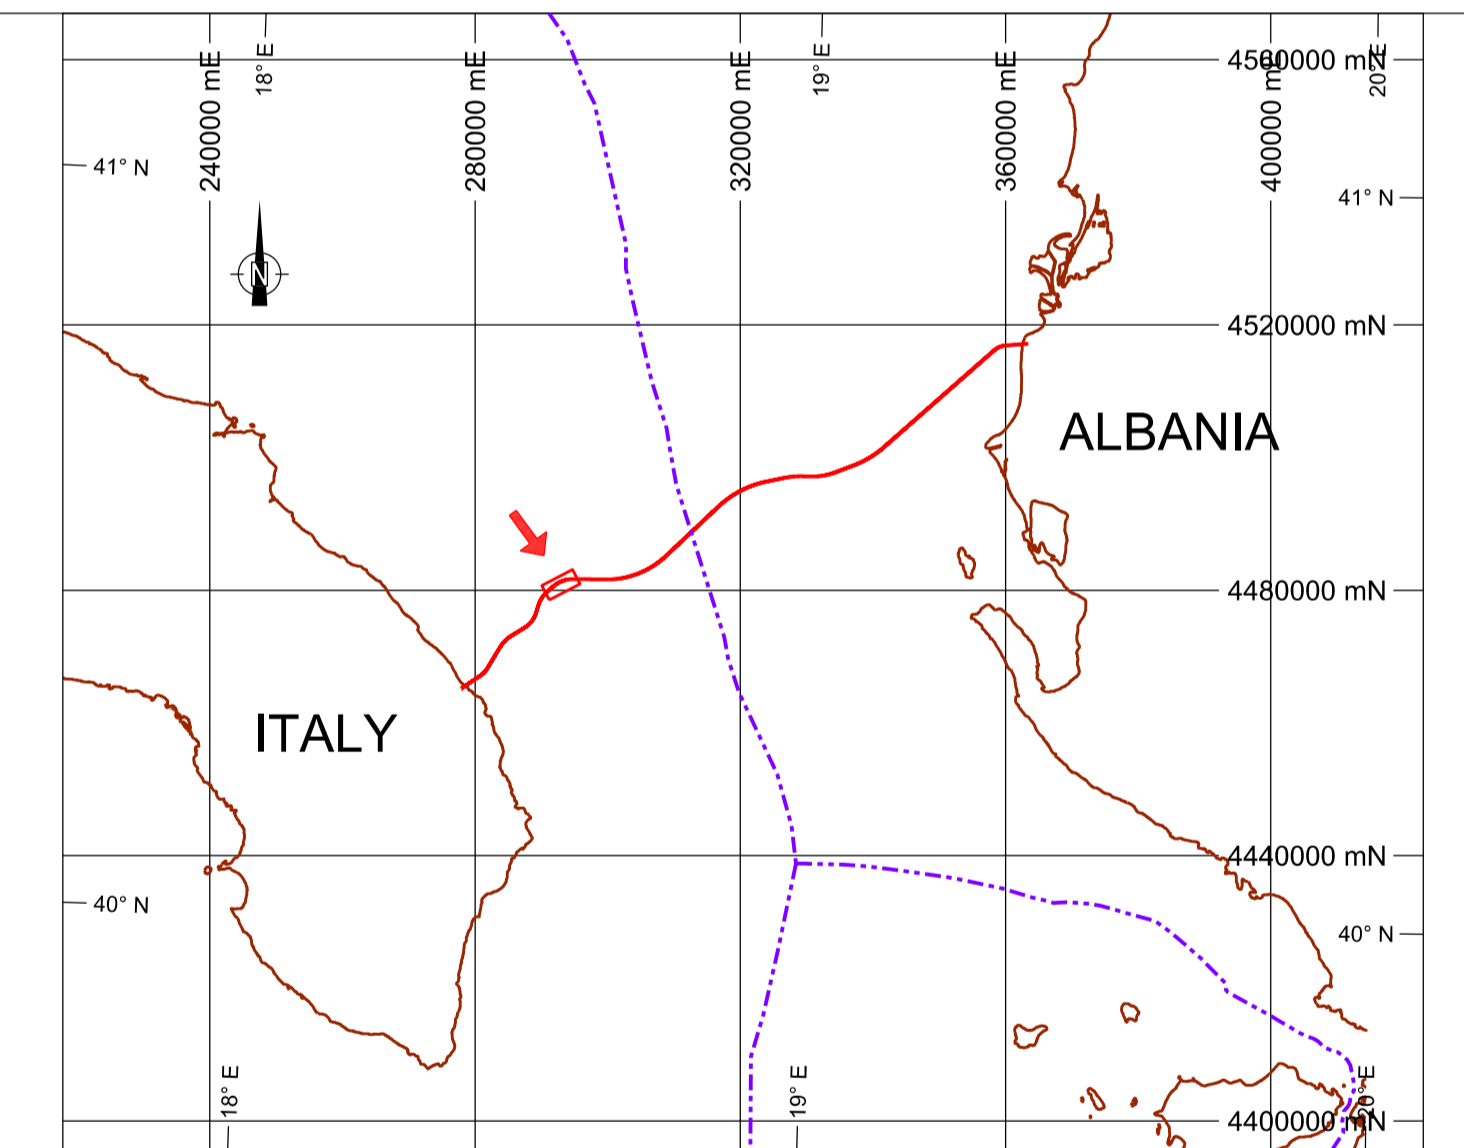 240000 mE
18° E
280000 mE
320000 mE
19° E
360000 mE
400000 mE
20° E
4560000 mN
41° N
41° N
N
4520000 mN
ALBANIA
4480000 mN
ITALY
4440000 mN
40° N
40° N
18° E
19° E
20° E
4400000 mN